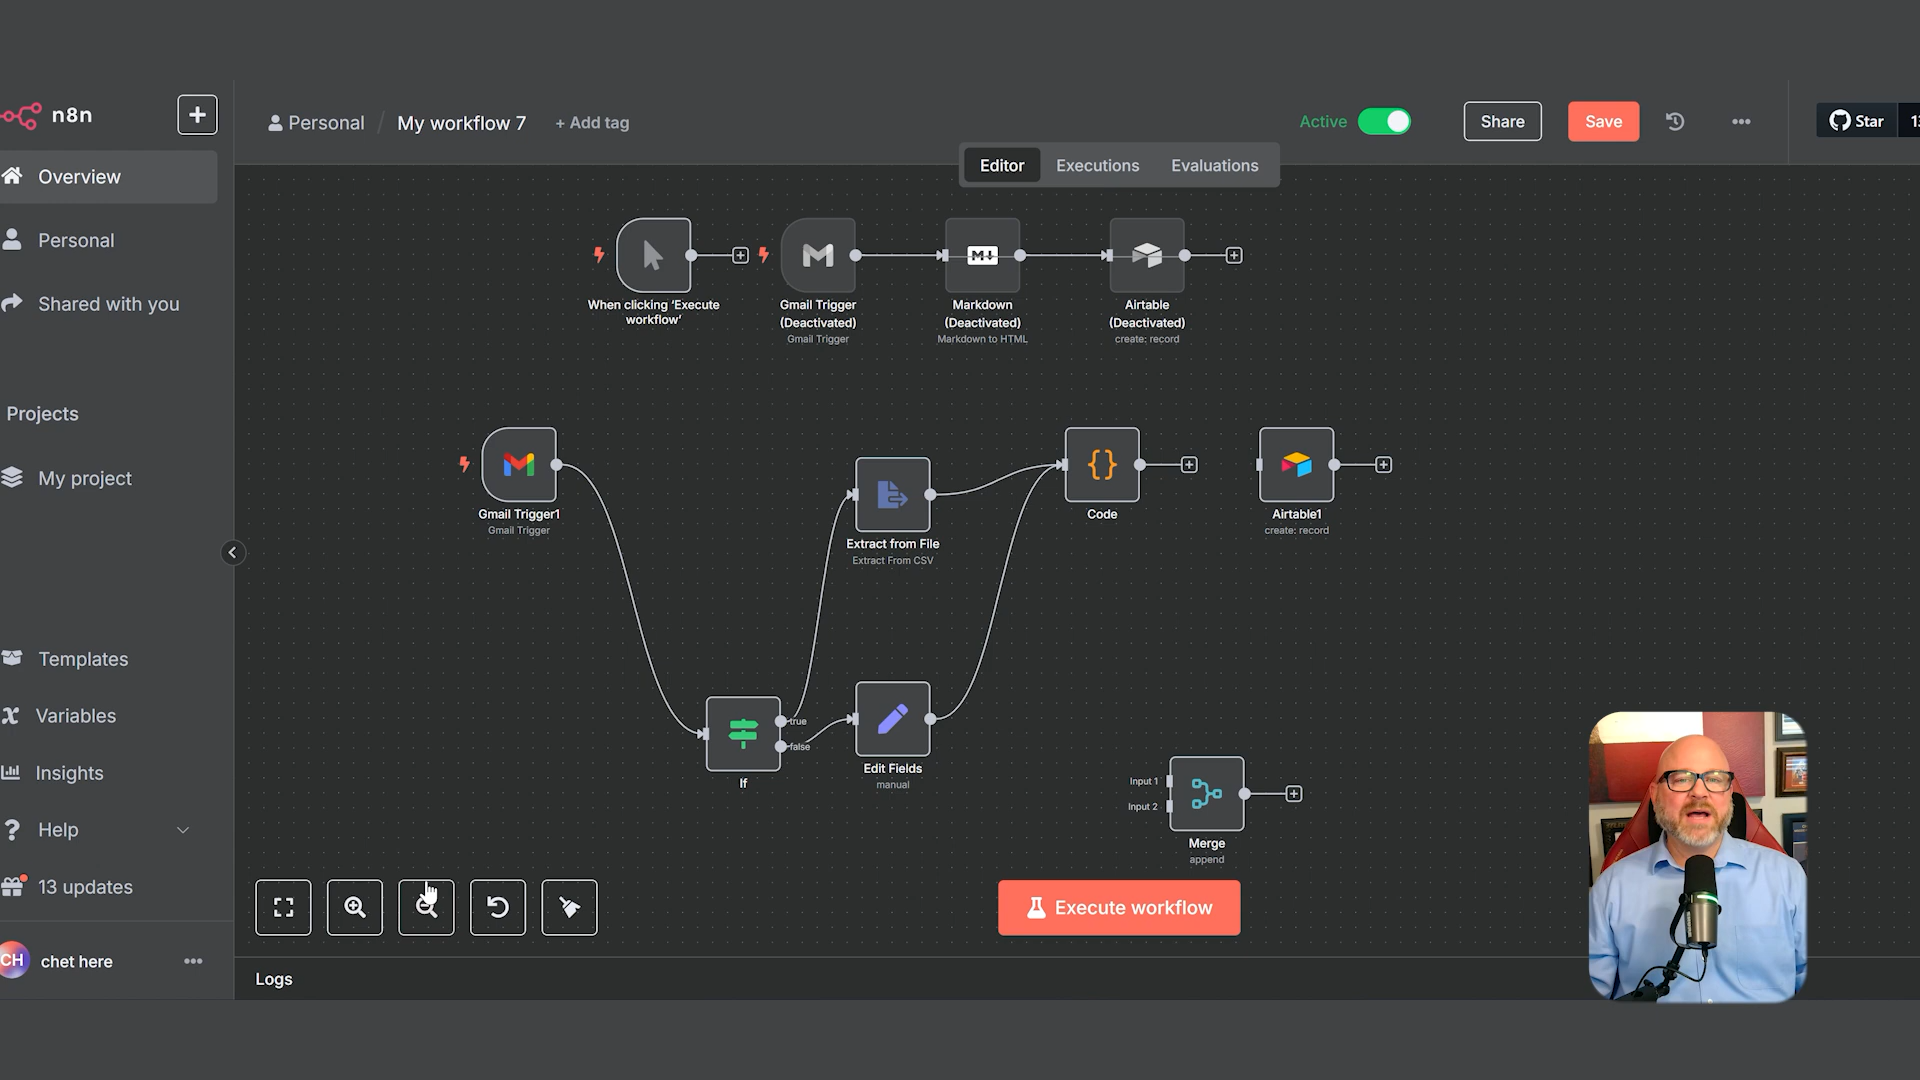 n8n
Personal / My workflow 7 + Add tag
Active
Share
Save
Star
Editor Executions Evaluations
Overview
Personal
Shared with you
Projects
My project
Templates
Variables
Insights
Help
13 updates
CH chet here
When clicking ‘Execute
workflow’
Gmail Trigger
(Deactivated)
Gmail Trigger
M
Markdown
(Deactivated)
Markdown to HTML
Airtable
(Deactivated)
create: record
Gmail Trigger1
Gmail Trigger
Extract from File
Extract From CSV
{}
Code
Airtable1
create: record
true
false
If
Edit Fields
manual
Input 1
Input 2
Merge
append
Execute workflow
Logs